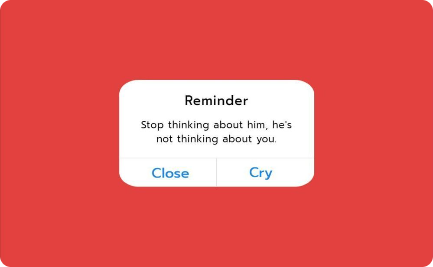 Reminder
Stop thinking about him, he's
not thinking about you.
Close
Cry